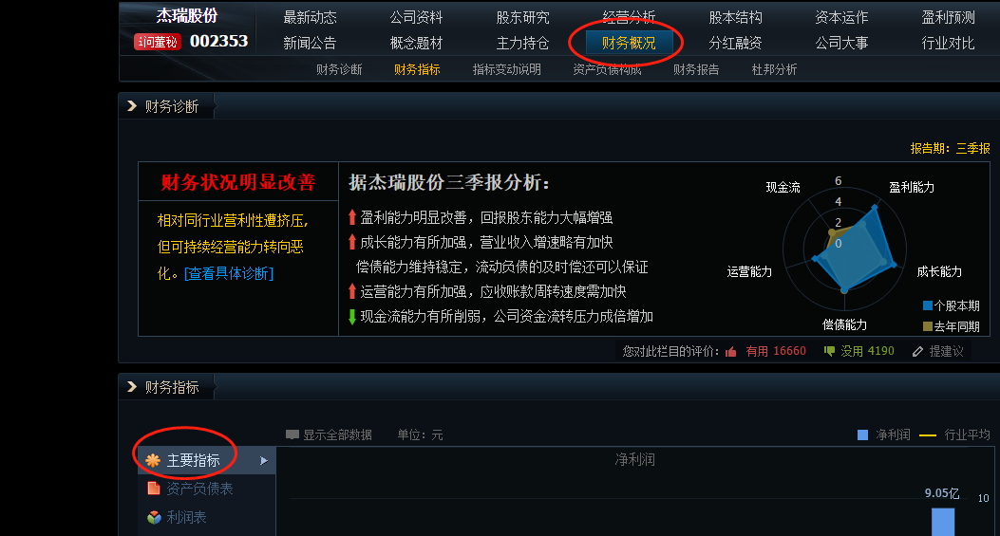 杰瑞股份
i问董秘 002353
最新动态 公司资料 股东研究 经营分析 股本结构 资本运作 盈利预测
新闻公告 概念题材 主力持仓 财务概况 分红融资 公司大事 行业对比
财务诊断 财务指标 指标变动说明 资产负债构成 财务报告 杜邦分析
财务诊断
报告期：三季报
财务状况明显改善
相对同行业营利性遭挤压,
但可持续经营能力转向恶
化。[查看具体诊断]
据杰瑞股份三季报分析：
盈利能力明显改善，回报股东能力大幅增强
成长能力有所加强，营业收入增速略有加快
偿债能力维持稳定，流动负债的及时偿还可以保证
运营能力有所加强，应收账款周转速度需加快
现金流能力有所削弱，公司资金流转压力成倍增加
6
现金流 盈利能力
4
2
0
运营能力 成长能力
个股本期
偿债能力
去年同期
您对此栏目的评价： 有用 16660 没用 4190 提建议
财务指标
显示全部数据 单位：元 净利润 行业平均
主要指标
净利润
资产负债表
9.05亿 10
利润表